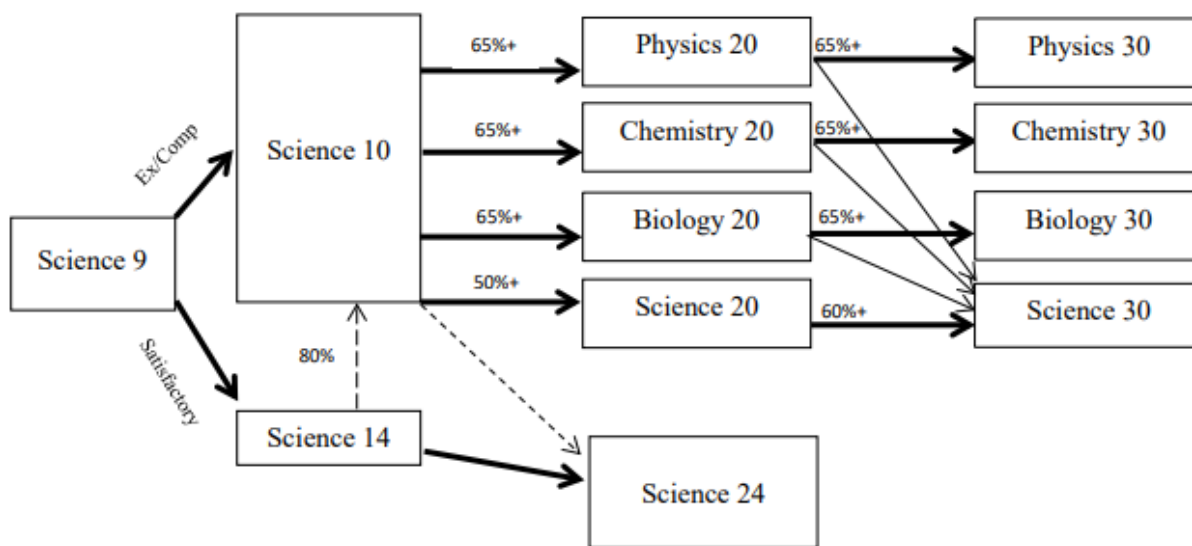 65%+
Physics 20
65%+
Physics 30
65%+
Chemistry 20
65%+
Chemistry 30
Ex/Comp
Science 10
65%+
Biology 20
65%+
Biology 30
Science 9
50%+
Science 20
60%+
Science 30
Satisfactory
80%
Science 14
Science 24